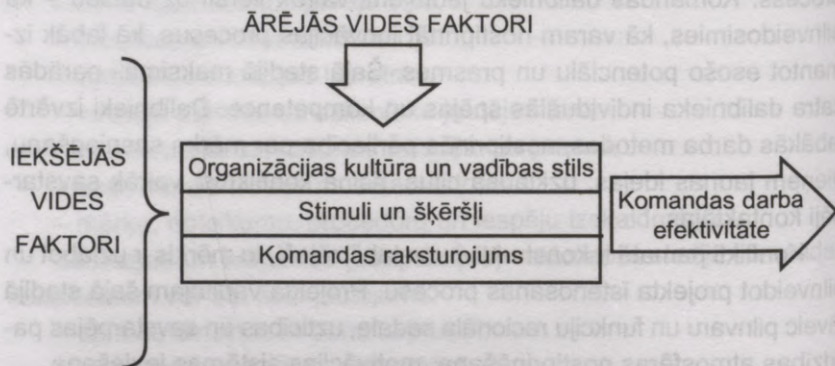 ĀRĒJĀS VIDES FAKTORI
IEKŠĒJĀS
VIDES
FAKTORI
Organizācijas kultūra un vadības stils
Stimuli un šķēršļi
Komandas raksturojums
Komandas darba
efektivitāte